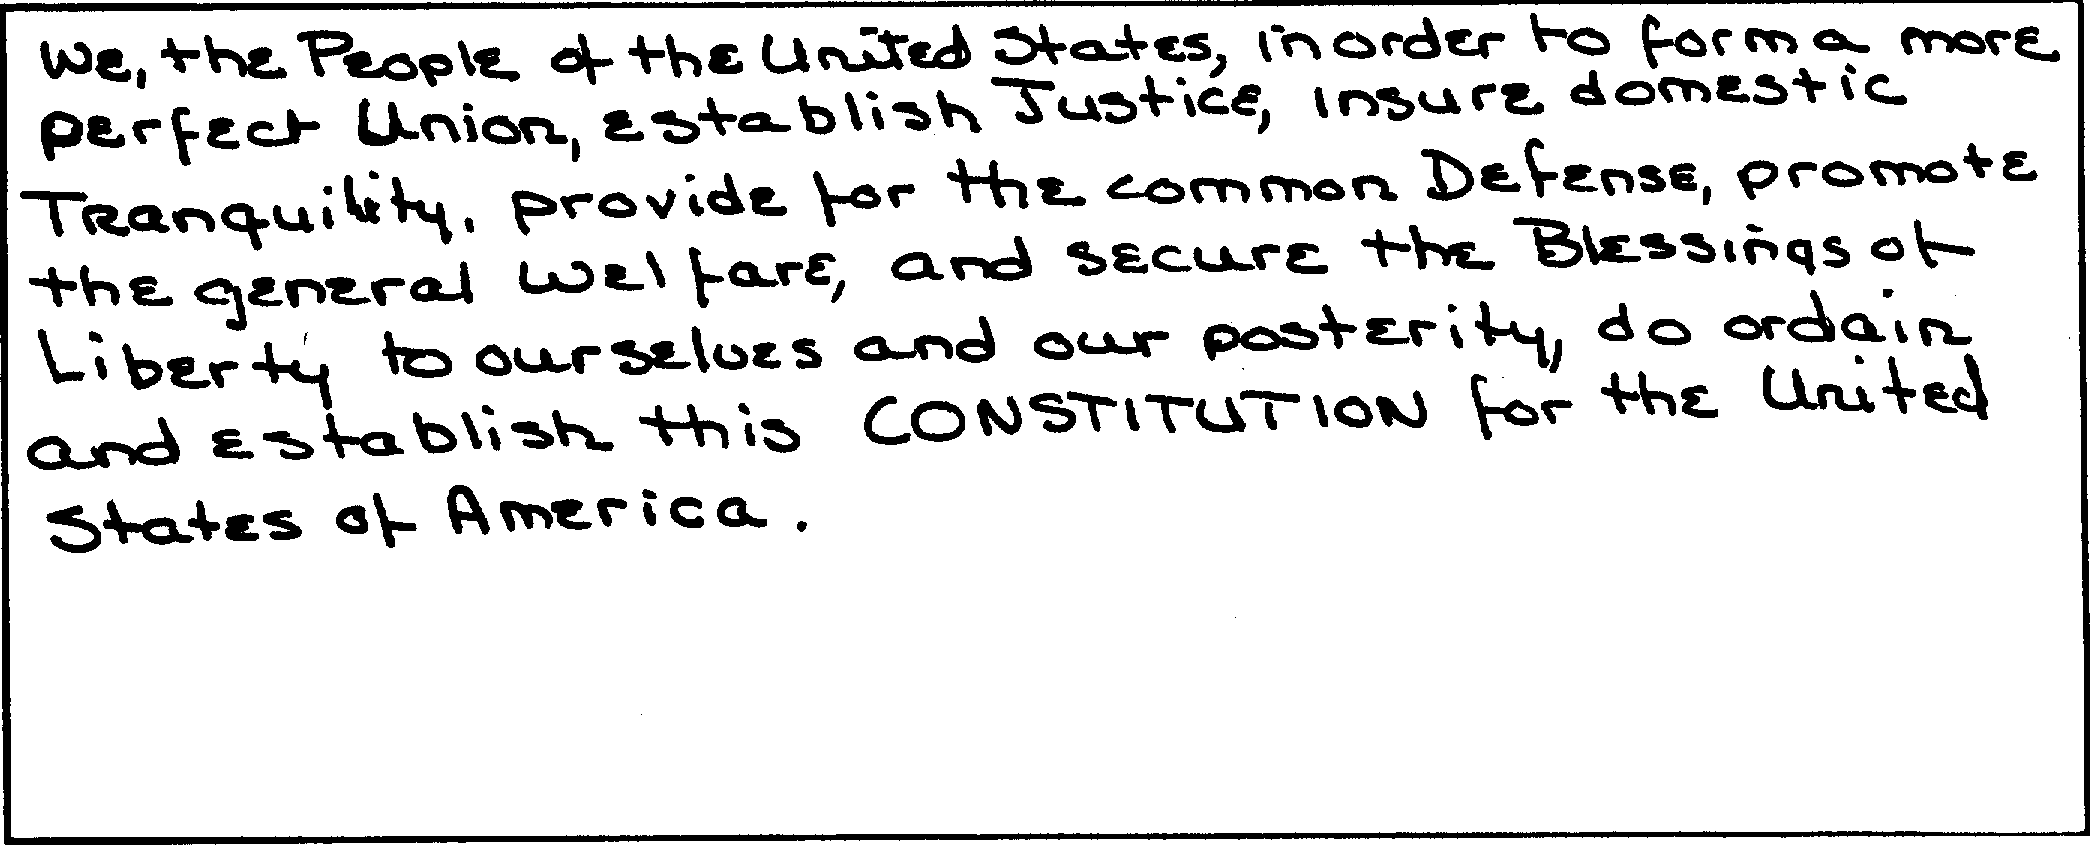 We, the People of the United States, in order to form a more
perfect Union, establish Justice, insure domestic
Tranquility, provide for the common Defense, promote
the general welfare, and secure the Blessings of
Liberty to ourselves and our posterity, do ordain
and establish this CONSTITUTION for the United
States of America.